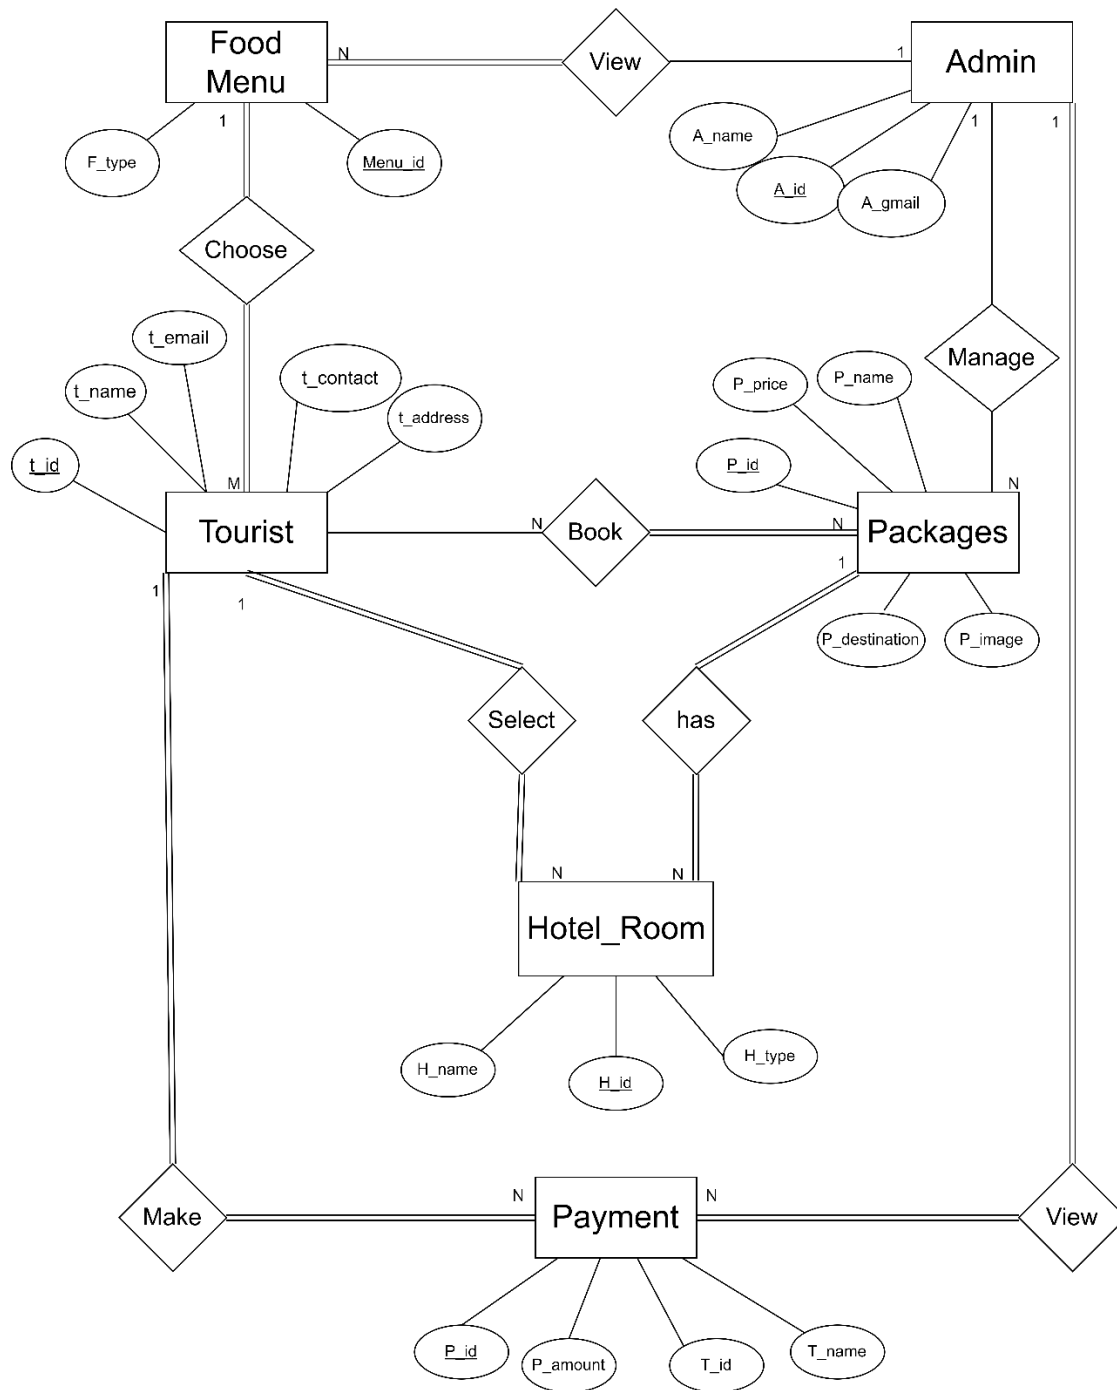 Food
Menu
N
View
1
Admin
1
F_type
Menu_id
A_name
A_id
A_gmail
1
1
Choose
t_email
t_name
t_contact
t_address
t_id
M
Manage
P_price
P_name
P_id
N
Tourist
N
Book
N
Packages
1
1
1
P_destination
P_image
Select
has
N
N
Hotel_Room
H_name
H_id
H_type
Make
N
Payment
N
View
P_id
P_amount
T_id
T_name